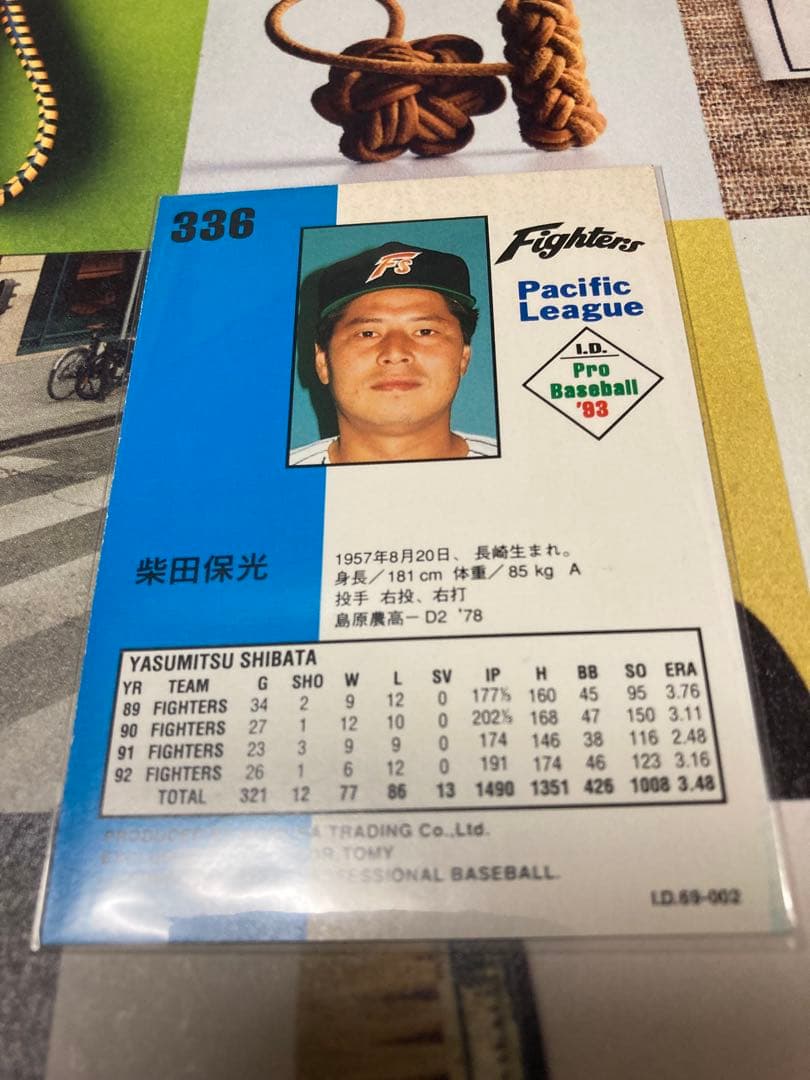 336
Fighters
Pacific
League
Fs
I.D.
Pro
Baseball
'93
柴田保光
1957年8月20日、長崎生まれ。
身長/181cm 体重/85kg A
投手 右投、右打
島原農高ーD2 '78
YASUMITSU SHIBATA
YR TEAM G SHO W L SV IP H BB SO ERA
89 FIGHTERS 34 2 9 12 0 177⅓ 160 45 95 3.76
90 FIGHTERS 27 1 12 10 0 202⅓ 168 47 150 3.11
91 FIGHTERS 23 3 9 9 0 174 146 38 116 2.48
92 FIGHTERS 26 1 6 12 0 191 174 46 123 3.16
TOTAL 321 12 77 86 13 1490 1351 426 1008 3.48
PRODUCED TRADING Co.,Ltd.
TOMY
PROFESSIONAL BASEBALL.
I.D.69-002